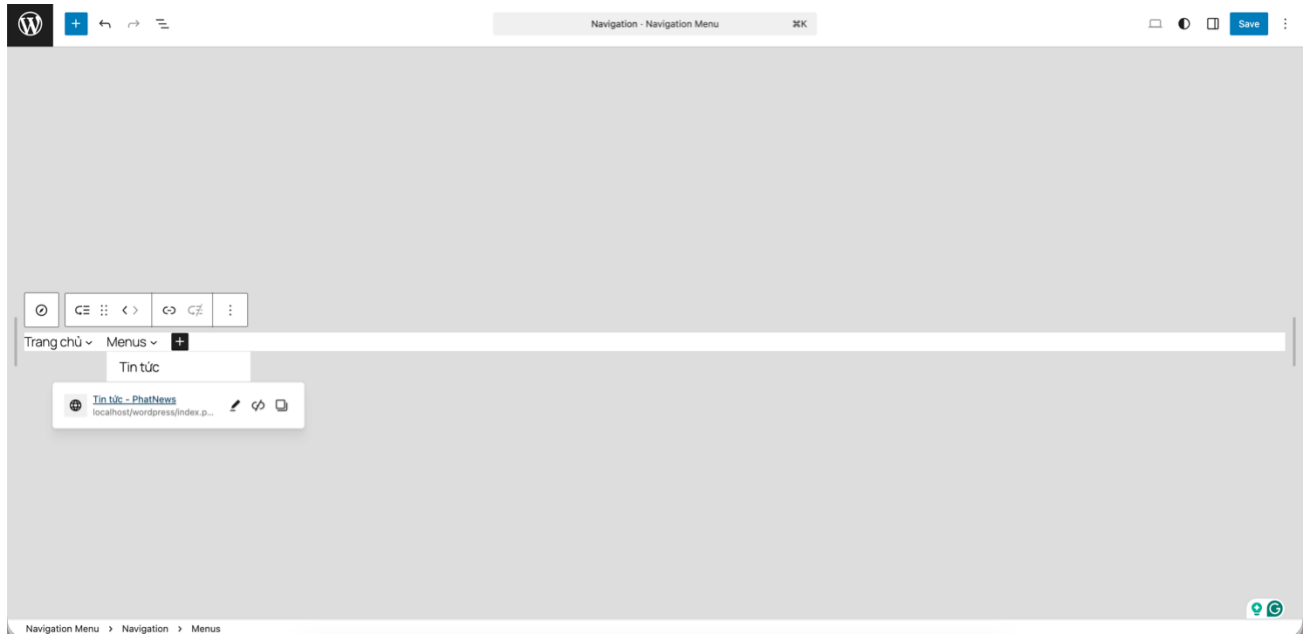 Navigation · Navigation Menu ⌘K
Save
Trang chủ Menus
Tin tức
Tin tức - PhatNews
localhost/wordpress/index.p...
Navigation Menu > Navigation > Menus